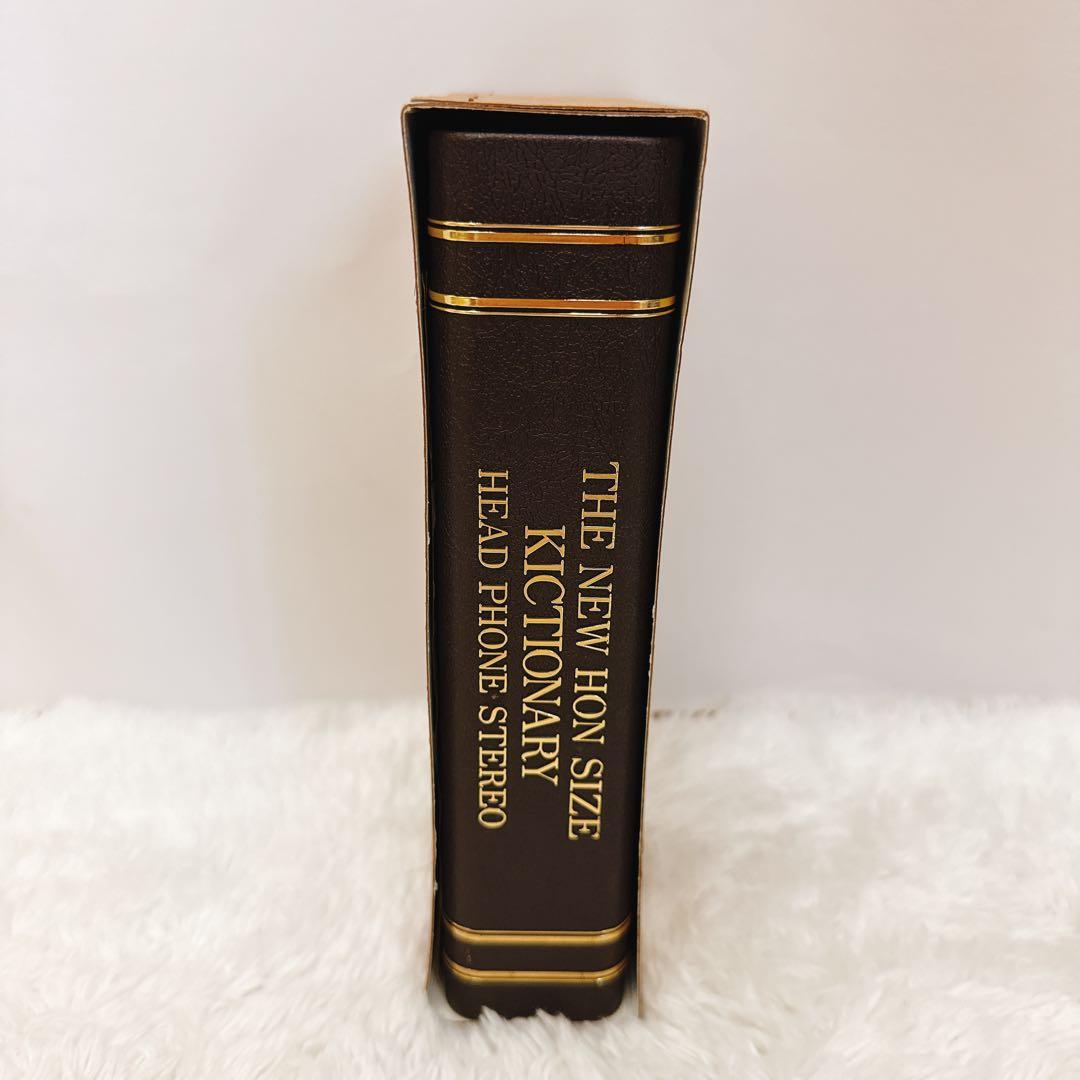 THE NEW HON SIZE
KICTIONARY
HEAD PHONE STEREO